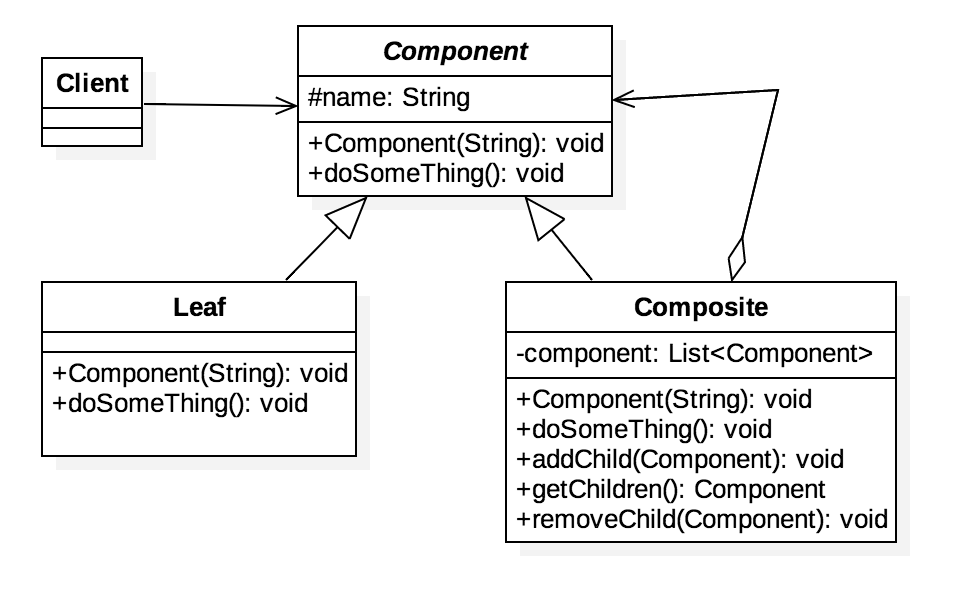 Client
Component
#name: String
+Component(String): void
+doSomeThing(): void
Leaf
+Component(String): void
+doSomeThing(): void
Composite
-component: List<Component>
+Component(String): void
+doSomeThing(): void
+addChild(Component): void
+getChildren(): Component
+removeChild(Component): void